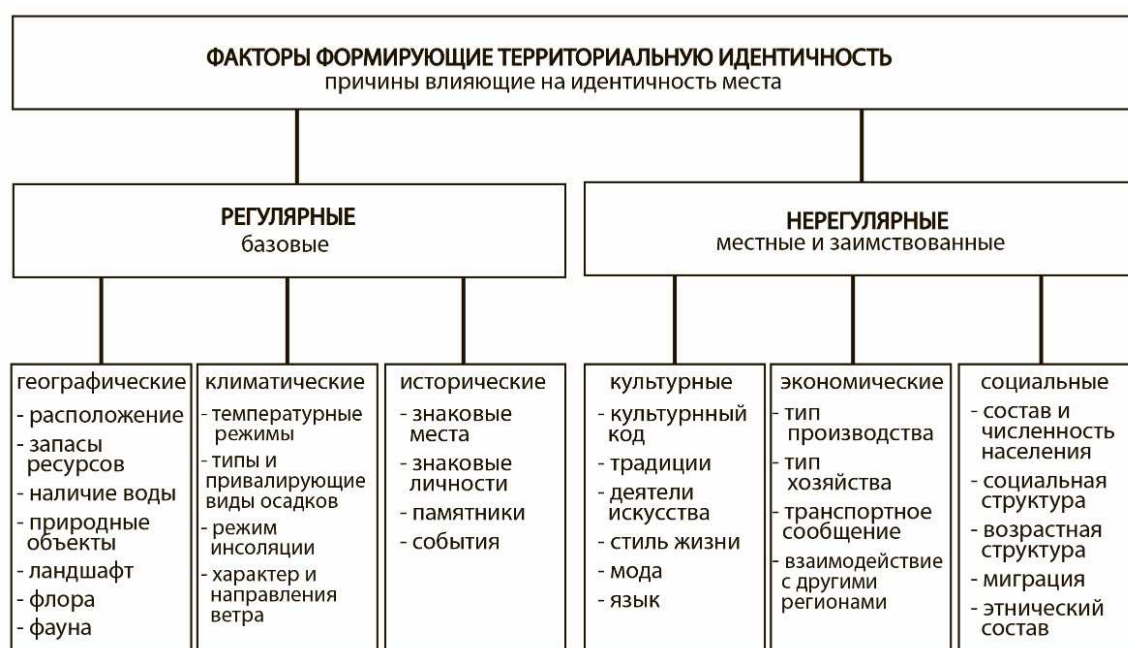 ФАКТОРЫ ФОРМИРУЮЩИЕ ТЕРРИТОРИАЛЬНУЮ ИДЕНТИЧНОСТЬ
причины влияющие на идентичность места
РЕГУЛЯРНЫЕ
базовые
НЕРЕГУЛЯРНЫЕ
местные и заимствованные
географические
- расположение
- запасы
ресурсов
- наличие воды
- природные
объекты
- ландшафт
- флора
- фауна
климатические
- температурные
режимы
- типы и
привалирующие
виды осадков
- режим
инсоляции
- характер и
направления
ветра
исторические
- знаковые
места
- знаковые
личности
- памятники
- события
культурные
- культурнный
код
- традиции
- деятели
искусства
- стиль жизни
- мода
- язык
экономические
- тип
производства
- тип
хозяйства
- транспортное
сообщение
- взаимодействие
с другими
регионами
социальные
- состав и
численность
населения
- социальная
структура
- возрастная
структура
- миграция
- этнический
состав